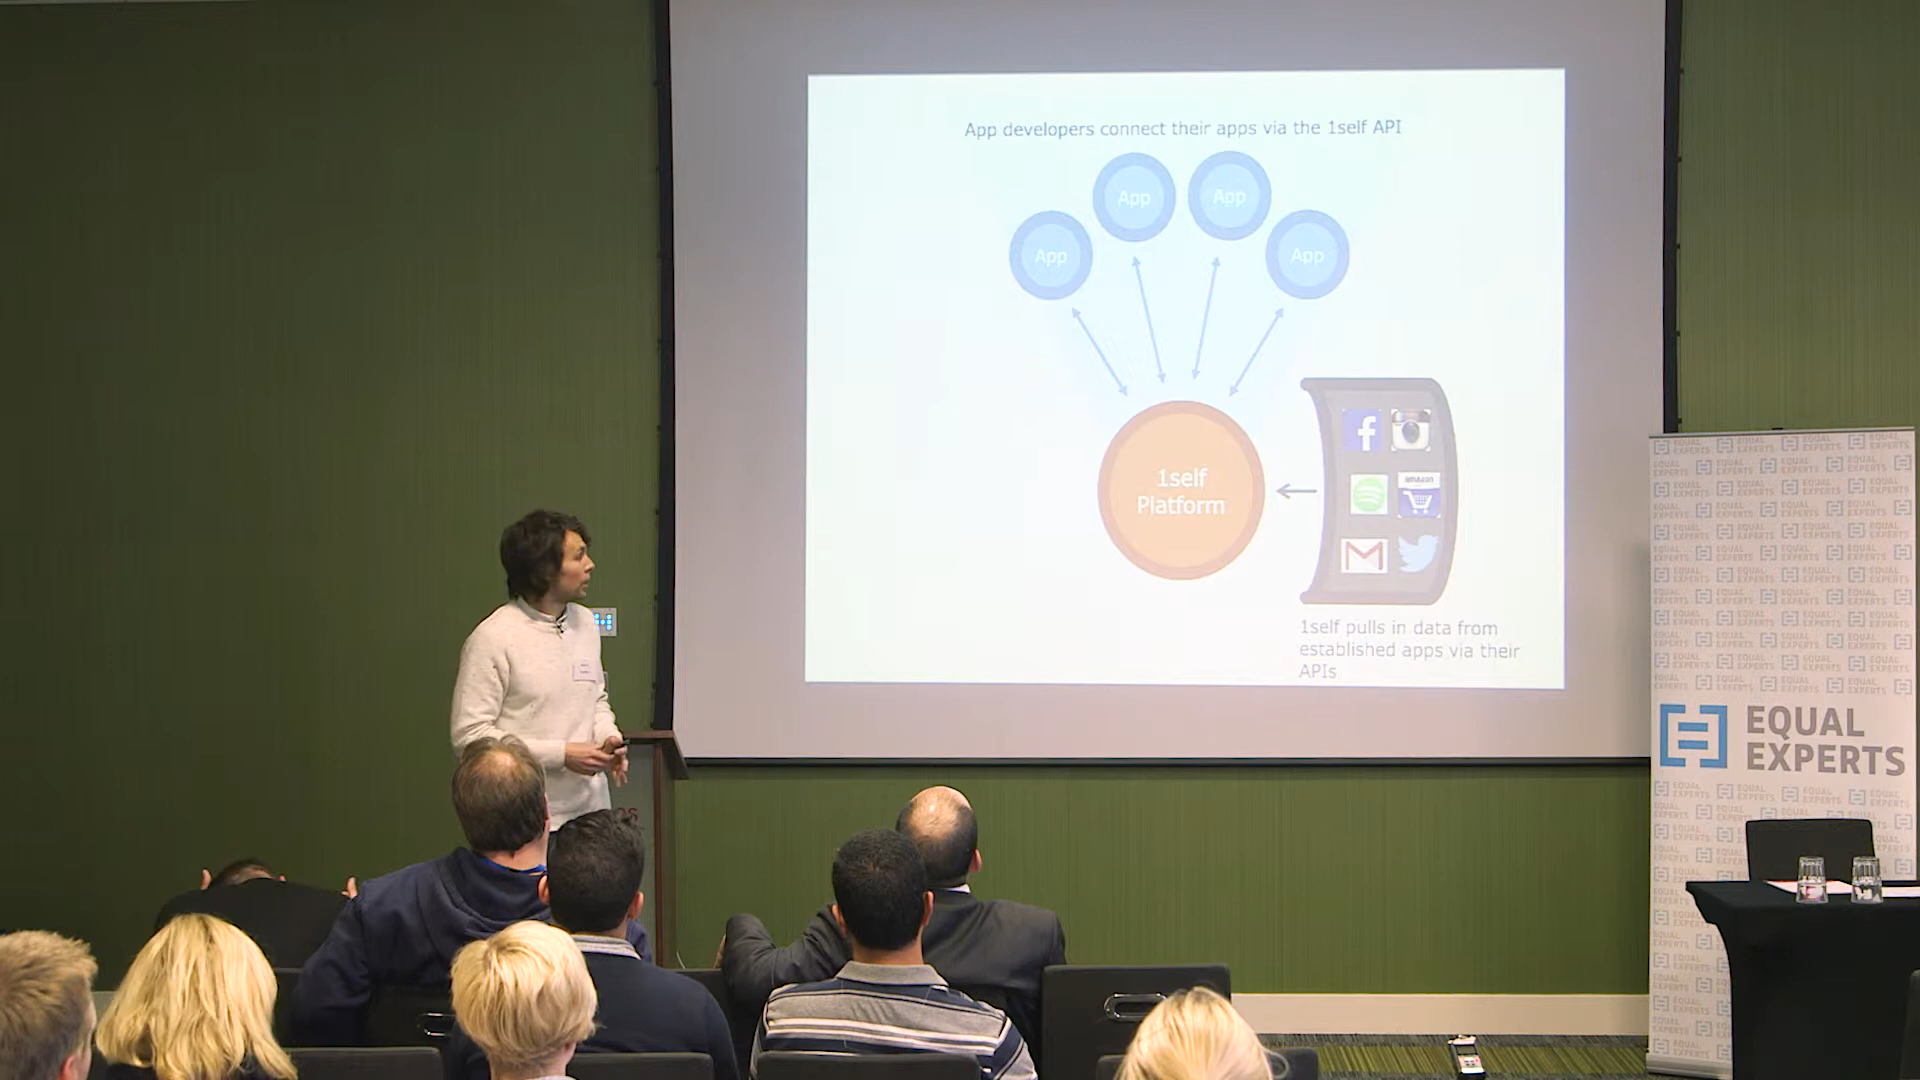 App developers connect their apps via the 1self API
App
App
App
App
1self
Platform
amazon
1self pulls in data from
established apps via their
APIs
EQUAL
EXPERTS